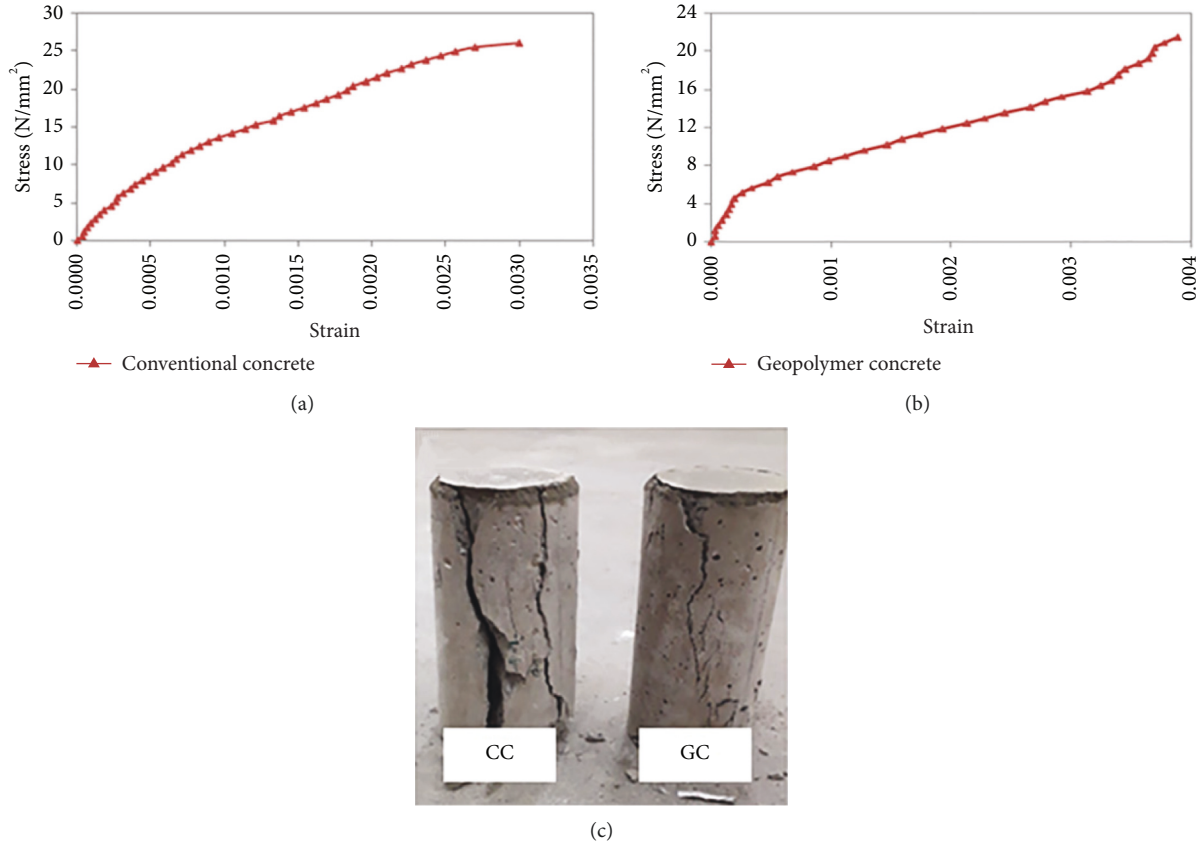 30
25
20
15
10
5
0
Stress (N/mm²)
0.0000
0.0005
0.0010
0.0015
0.0020
0.0025
0.0030
0.0035
Strain
Conventional concrete
(a)
24
20
16
12
8
4
0
Stress (N/mm²)
0.000
0.001
0.002
0.003
0.004
Strain
Geopolymer concrete
(b)
CC
GC
(c)